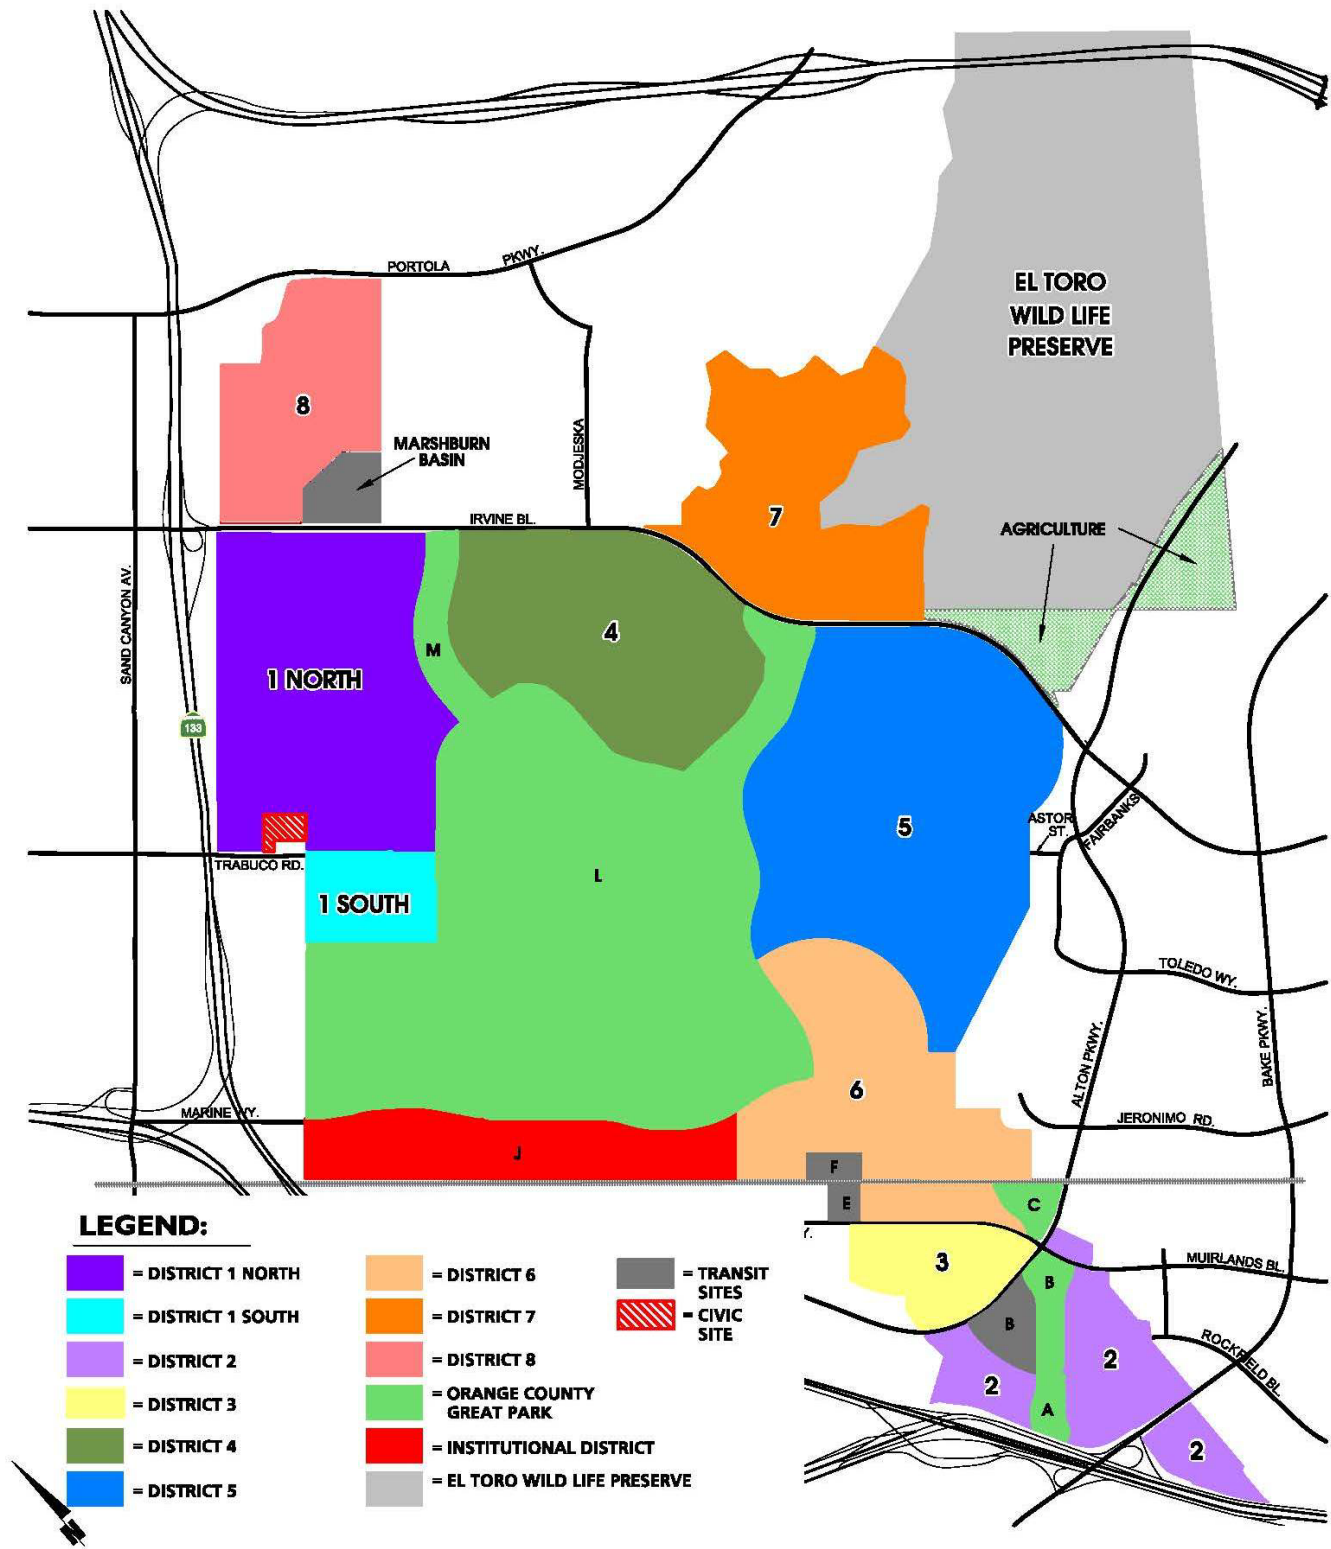 PORTOLA
PKWY.
EL TORO
WILD LIFE
PRESERVE
8
MARSHBURN
BASIN
MODJESKA
IRVINE BL.
7
AGRICULTURE
SAND CANYON AV.
4
M
1 NORTH
133
5
ASTOR
ST.
FAIRBANKS
TRABUCO RD.
L
1 SOUTH
TOLEDO WY.
BAKE PKWY.
ALTON PKWY.
6
MARINE WY.
JERONIMO RD.
J
F
E
C
Y.
3
MUIRLANDS BL.
B
B
2
2
A
2
ROCKFIELD BL.
LEGEND:
= DISTRICT 1 NORTH
= DISTRICT 1 SOUTH
= DISTRICT 2
= DISTRICT 3
= DISTRICT 4
= DISTRICT 5
= DISTRICT 6
= DISTRICT 7
= DISTRICT 8
= ORANGE COUNTY
GREAT PARK
= INSTITUTIONAL DISTRICT
= EL TORO WILD LIFE PRESERVE
= TRANSIT
SITES
= CIVIC
SITE
N